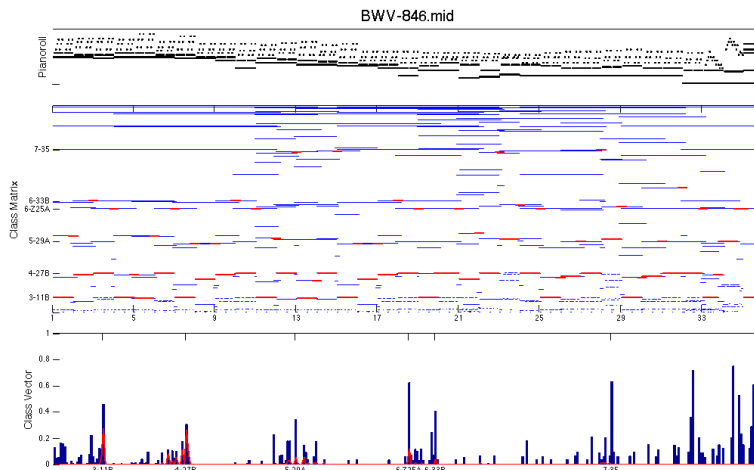 BWV-846.mid
Pianoroll
Class Matrix
7-35
6-33B
6-Z25A
5-29A
4-27B
3-11B
1 5 9 13 17 21 25 29 33
Class Vector
1
0.8
0.6
0.4
0.2
0
3-11B 4-27B 5-29A 6-Z25A 6-33B 7-35